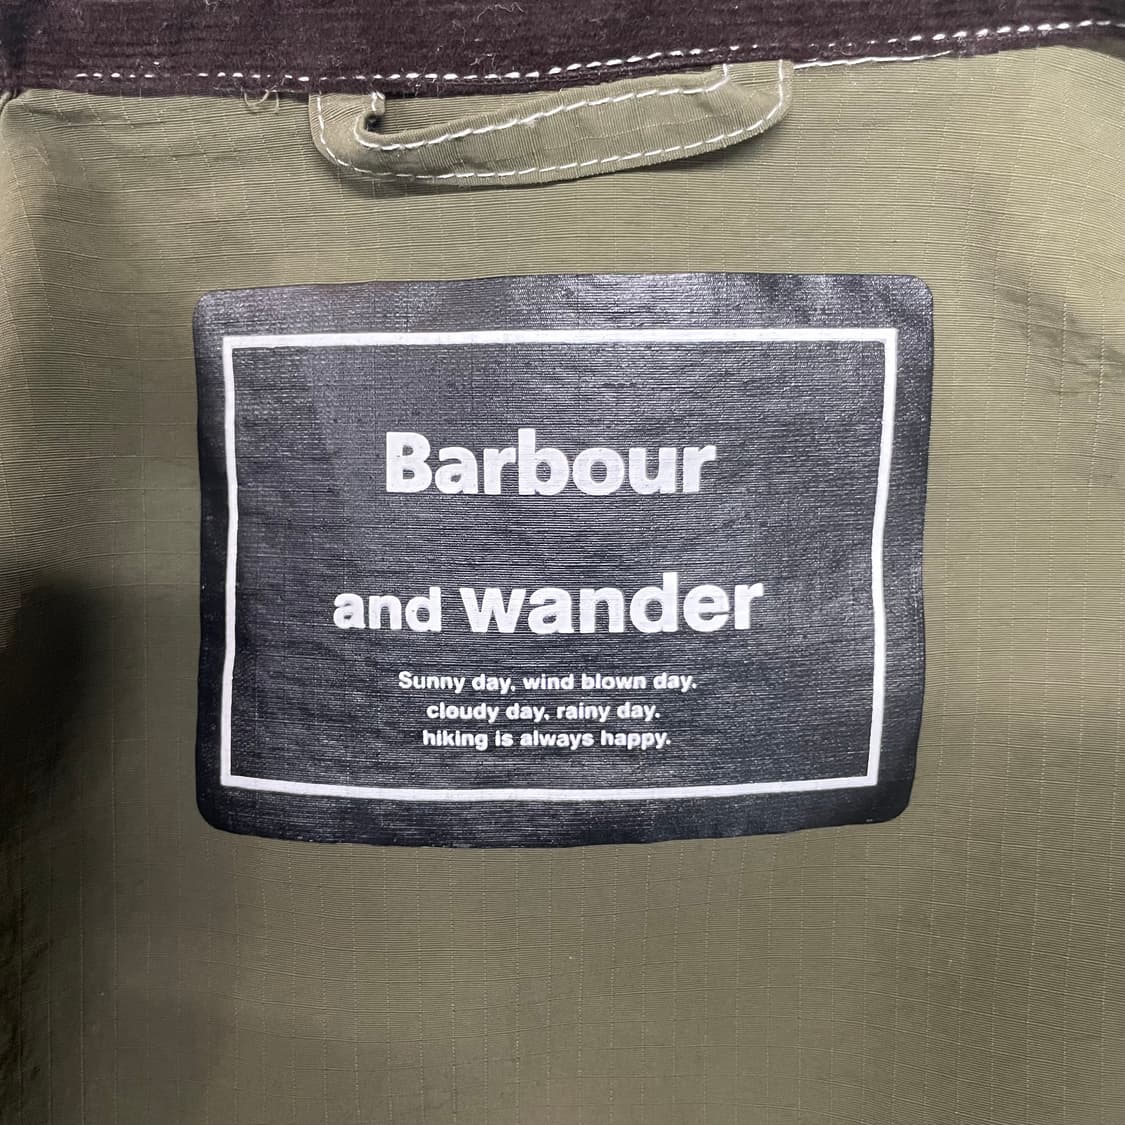 Barbour
and wander
Sunny day, wind blown day.
cloudy day, rainy day.
hiking is always happy.